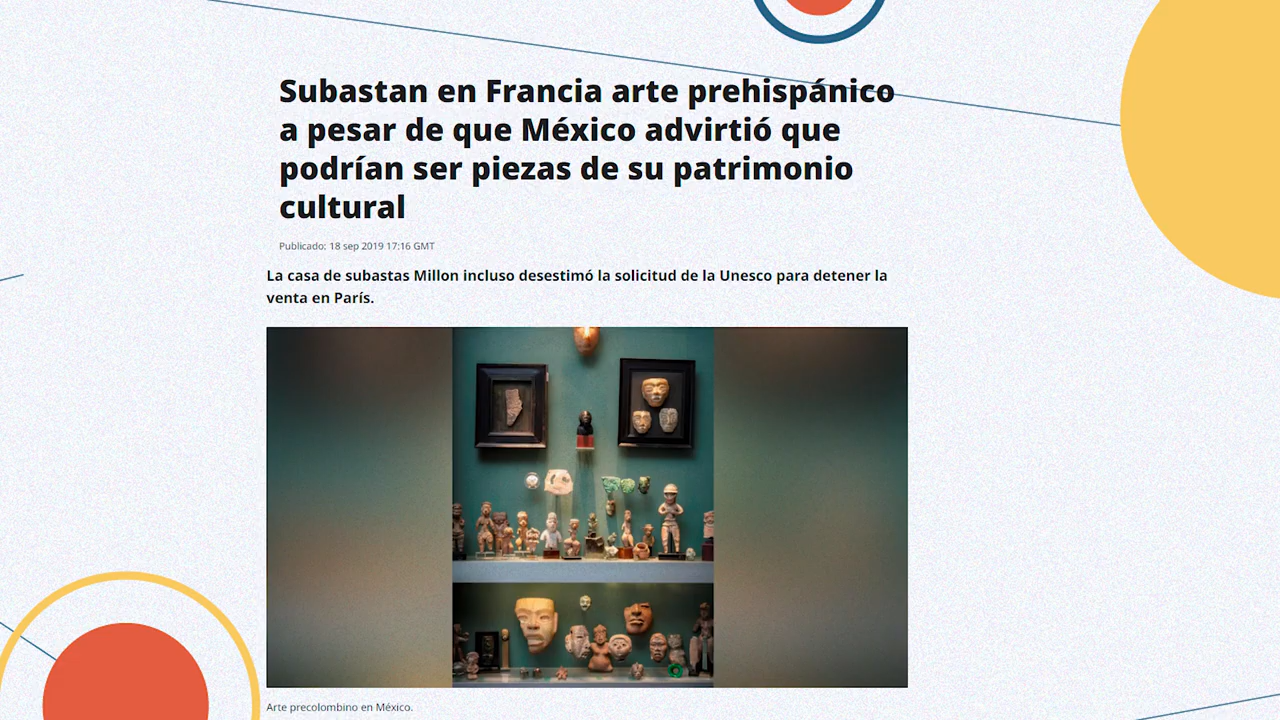 Subastan en Francia arte prehispánico
a pesar de que México advirtió que
podrían ser piezas de su patrimonio
cultural
Publicado: 18 sep 2019 17:16 GMT
La casa de subastas Millon incluso desestimó la solicitud de la Unesco para detener la
venta en París.
Arte precolombino en México.